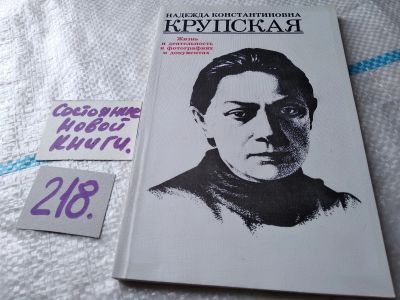 НАДЕЖДА КОНСТАНТИНОВНА
КРУПСКАЯ
Жизнь
и деятельность
в фотографиях
и документах
Состояние
новой
книги.
218.